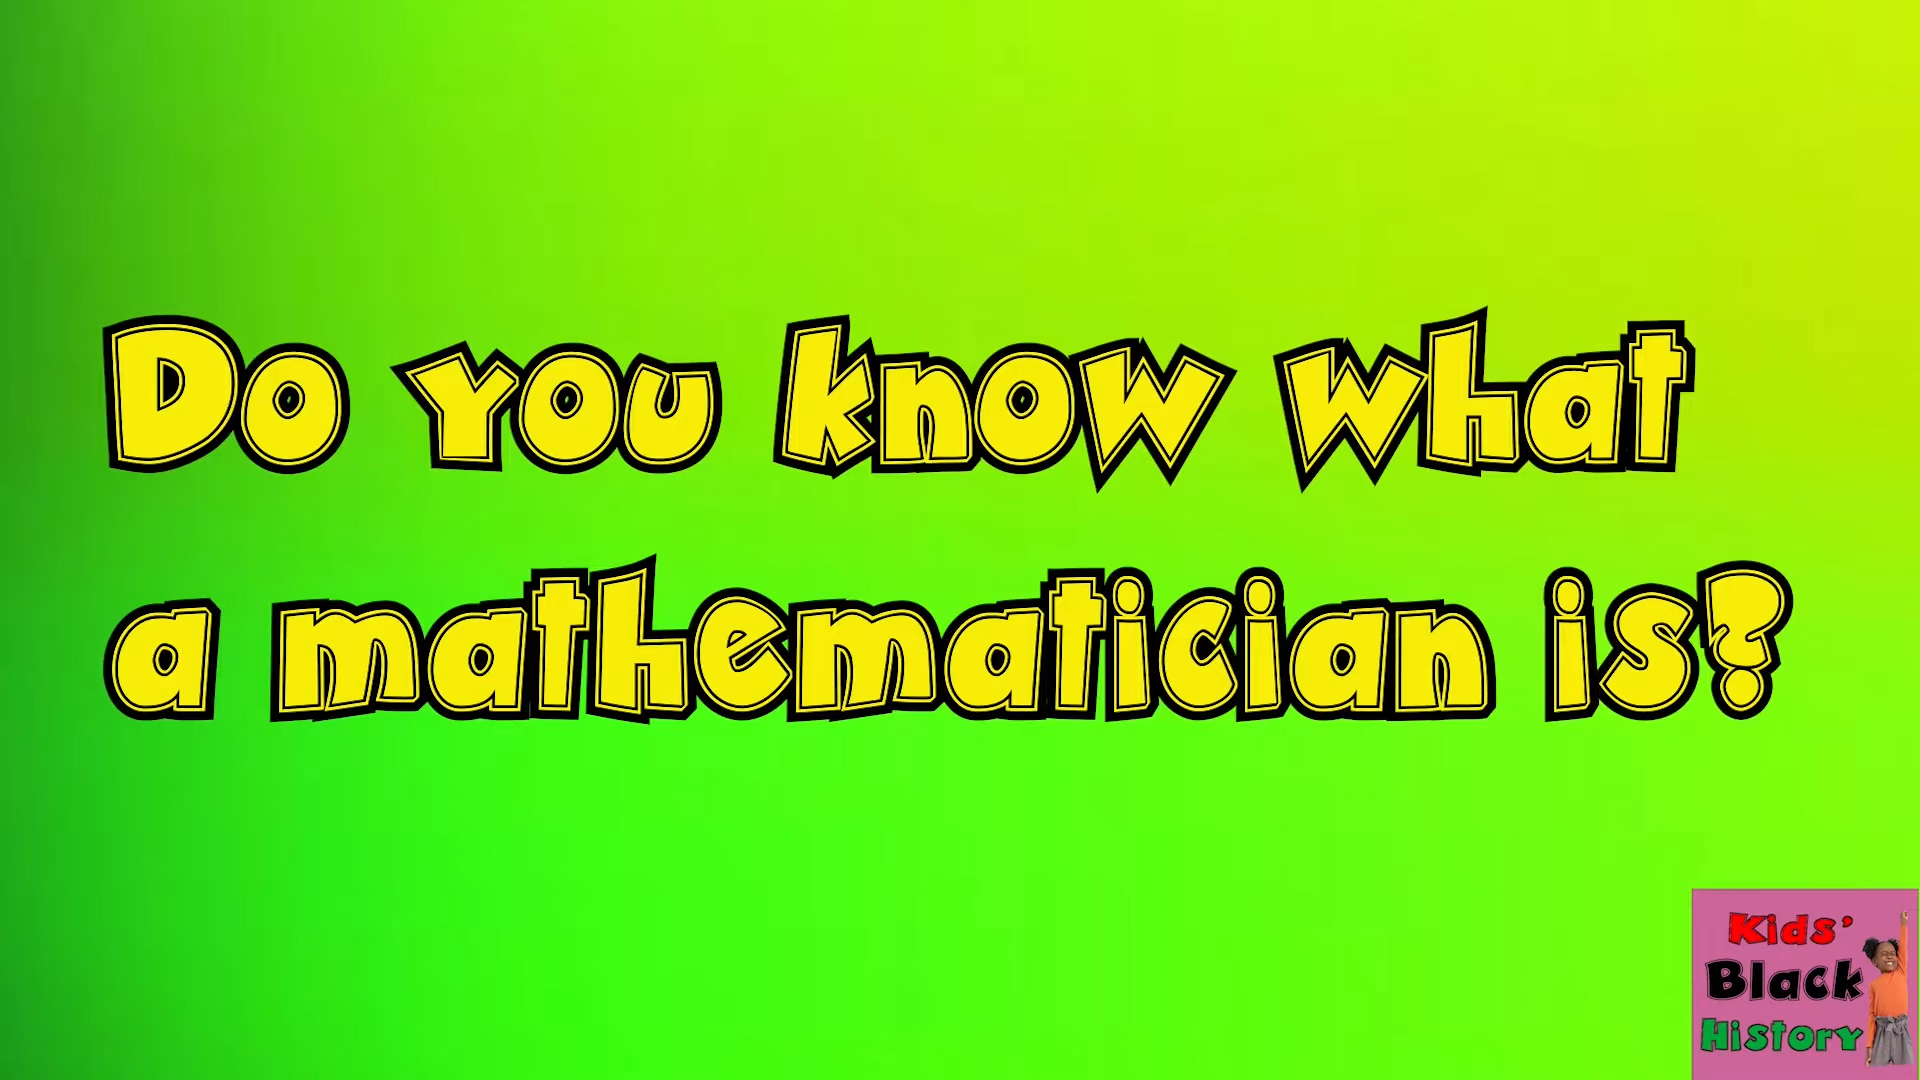 Do you know what
a mathematician is?
Kids'
Black
History